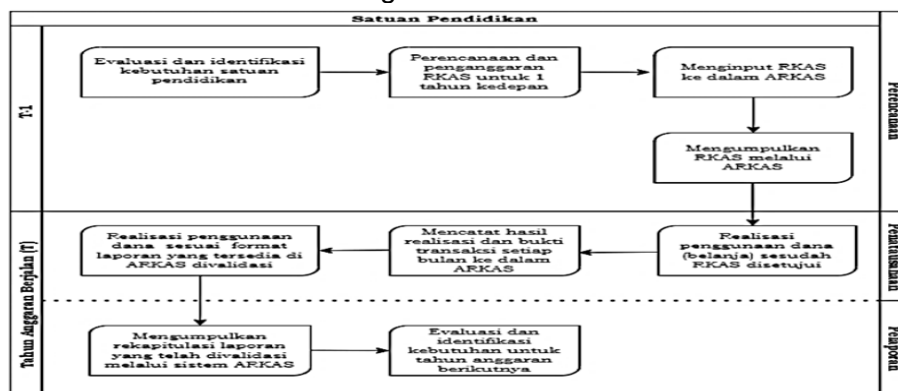 Satuan Pendidikan
T-1
Evaluasi dan identifikasi
kebutuhan satuan
pendidikan
Perencanaan dan
penganggaran
RKAS untuk 1
tahun kedepan
Menginput RKAS
ke dalam ARKAS
Perencanaan
Mengumpulkan
RKAS melalui
ARKAS
Tahun Anggaran Berjalan (T)
Realisasi penggunaan
dana sesuai format
laporan yang tersedia di
ARKAS divalidasi
Mencatat hasil
realisasi dan bukti
transaksi setiap
bulan ke dalam
ARKAS
Realisasi
penggunaan dana
(belanja) sesudah
RKAS disetujui
Penatausahaan
Mengumpulkan
rekapitulasi laporan
yang telah divalidasi
melalui sistem ARKAS
Evaluasi dan
identifikasi
kebutuhan untuk
tahun anggaran
berikutnya
Pelaporan